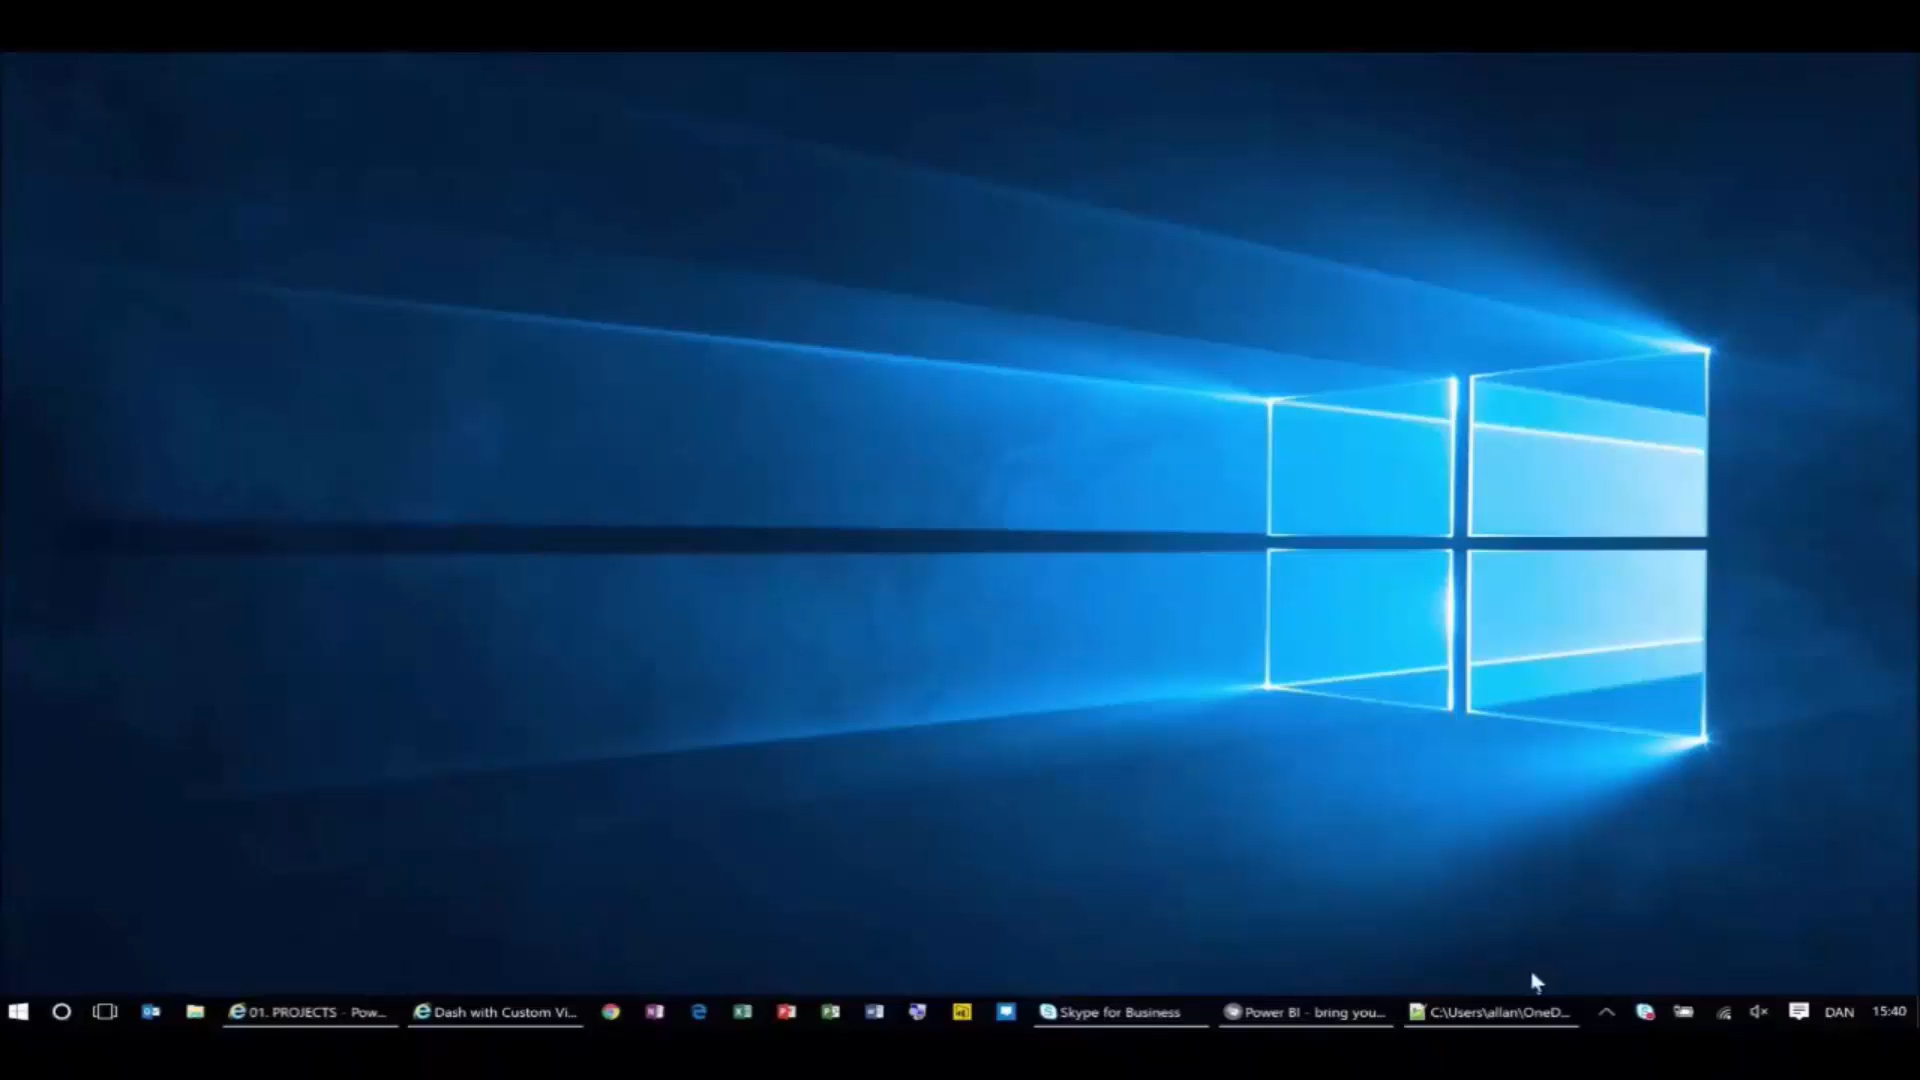 01. PROJECTS - Pow...
Dash with Custom Vi...
Skype for Business
Power BI - bring you...
C:\Users\allan\OneD...
DAN
15:40